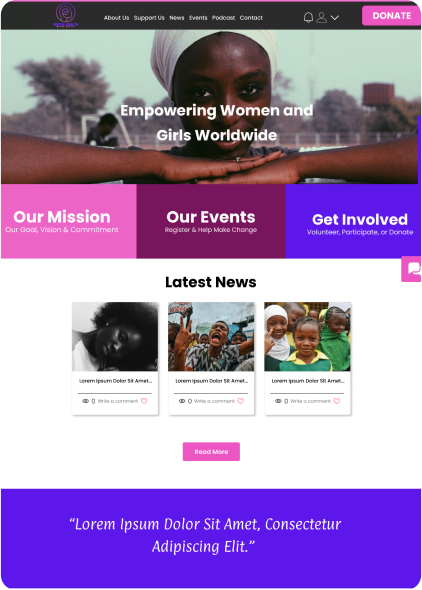 About Us Support Us News Events Podcast Contact
DONATE
Empowering Women and
Girls Worldwide
Our Mission
Our Goal, Vision & Commitment
Our Events
Register & Help Make Change
Get Involved
Volunteer, Participate, or Donate
Latest News
Lorem Ipsum Dolor Sit Amet...
0 Write a comment
Lorem Ipsum Dolor Sit Amet...
0 Write a comment
Lorem Ipsum Dolor Sit Amet...
0 Write a comment
Read More
“Lorem Ipsum Dolor Sit Amet, Consectetur
Adipiscing Elit.”